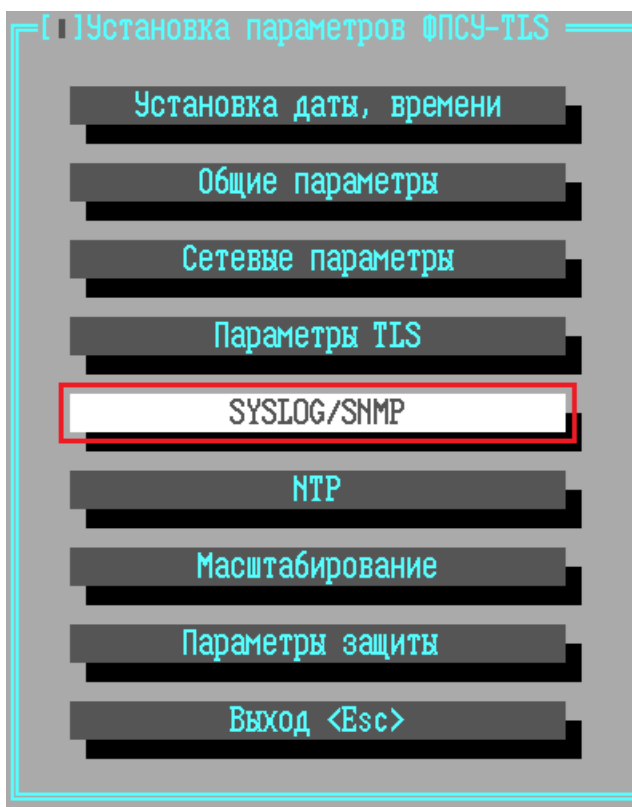 [▮]Установка параметров ФПСУ-TLS
Установка даты, времени
Общие параметры
Сетевые параметры
Параметры TLS
SYSLOG/SNMP
NTP
Масштабирование
Параметры защиты
Выход <Esc>